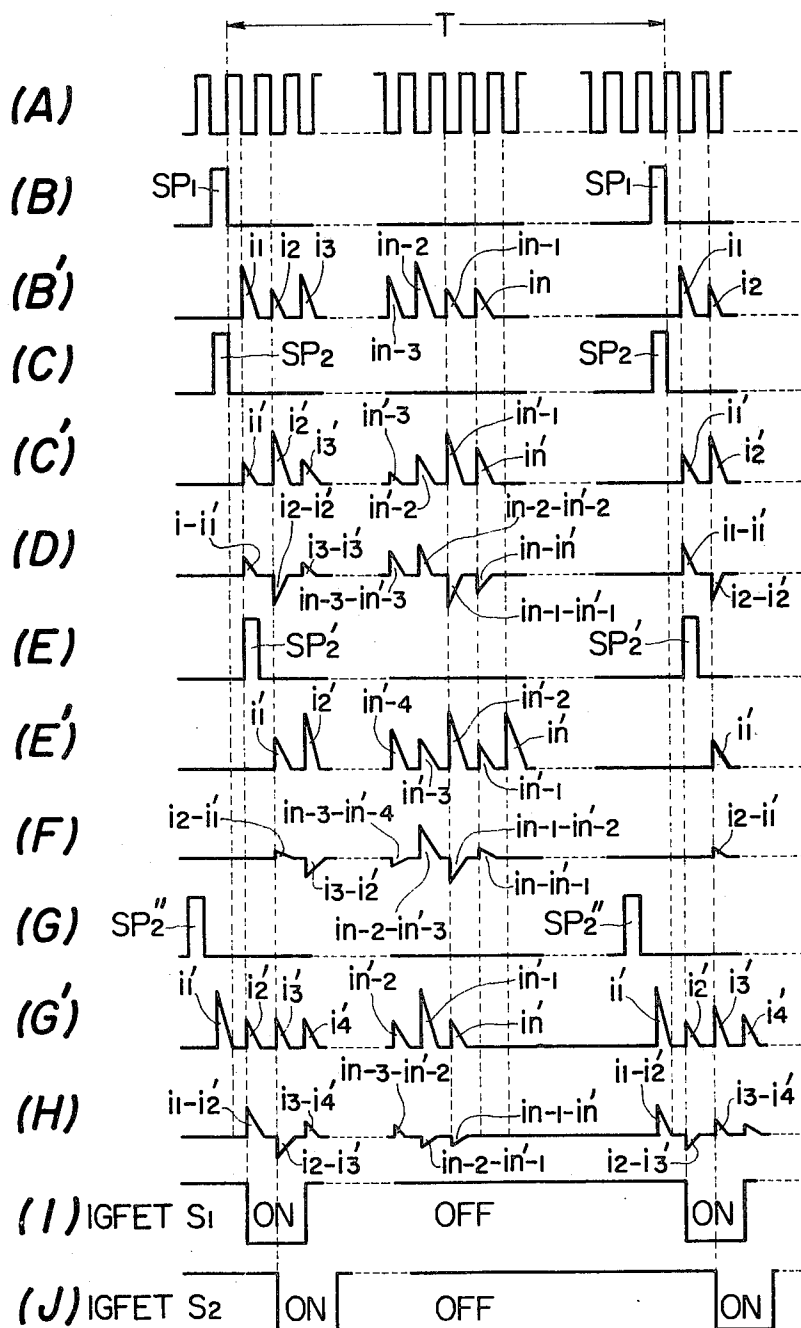 T
(A)
(B) SP1 SP1
(B') i1 i2 i3 in-2 in-1 in i1 i2
in-3
(C) SP2 SP2
(C') i1' i2' i3' in'-3 in'-1 in' i1' i2'
in'-2
(D) i-i1' i2-i2' i3-i3' in-2-in'-2 in-in' i1-i1'
in-3-in'-3 in-1-in'-1 i2-i2'
(E) SP2' SP2'
(E') i1' i2' in'-4 in'-2 in' i1'
in'-3 in'-1
(F) i2-i1' in-3-in'-4 in-1-in'-2 i2-i1'
i3-i2' in-in'-1
in-2-in'-3
(G) SP2'' SP2''
(G') i1' i2' i3' i4' in'-2 in'-1 in' i1' i2' i3' i4'
(H) i1-i2' i3-i4' in-3-in'-2 in-1-in' i1-i2' i3-i4'
i2-i3' in-2-in'-1 i2-i3'
(I) IGFET S1 ON OFF ON
(J) IGFET S2 ON OFF ON